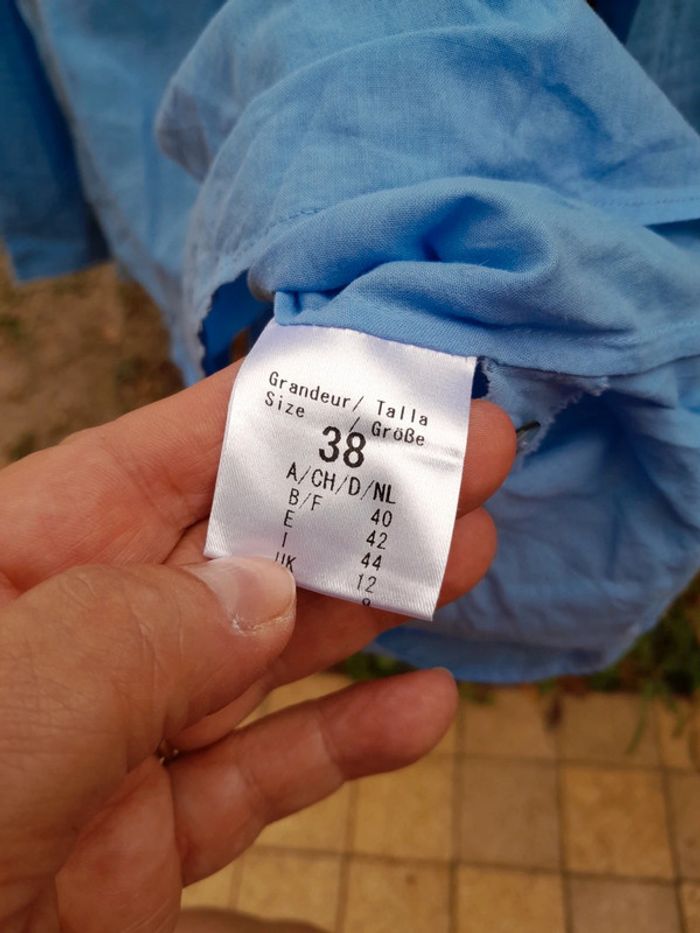 Grandeur/ Talla
Size / Größe
38
A/CH/D/NL
B/F 40
E 42
I 44
UK 12